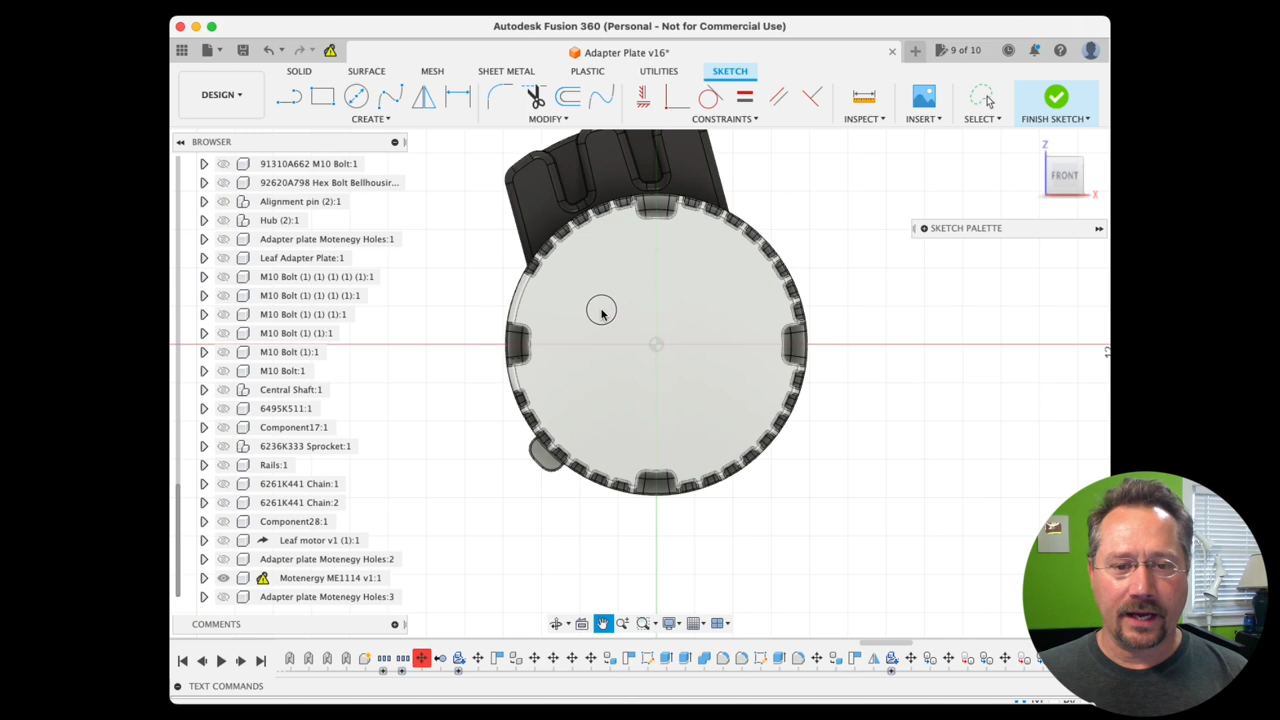 Autodesk Fusion 360 (Personal - Not for Commercial Use)
Adapter Plate v16*
9 of 10
DESIGN
SOLID
SURFACE
MESH
SHEET METAL
PLASTIC
UTILITIES
SKETCH
CREATE
MODIFY
CONSTRAINTS
INSPECT
INSERT
SELECT
FINISH SKETCH
BROWSER
91310A662 M10 Bolt:1
92620A798 Hex Bolt Bellhousir...
Alignment pin (2):1
Hub (2):1
Adapter plate Motenegy Holes:1
Leaf Adapter Plate:1
M10 Bolt (1) (1) (1) (1):1
M10 Bolt (1) (1) (1):1
M10 Bolt (1) (1):1
M10 Bolt (1) (1):1
M10 Bolt (1):1
M10 Bolt:1
Central Shaft:1
6495K511:1
Component17:1
6236K333 Sprocket:1
Rails:1
6261K441 Chain:1
6261K441 Chain:2
Component28:1
Leaf motor v1 (1):1
Adapter plate Motenegy Holes:2
Motenergy ME1114 v1:1
Adapter plate Motenegy Holes:3
COMMENTS
TEXT COMMANDS
Z
FRONT
X
SKETCH PALETTE